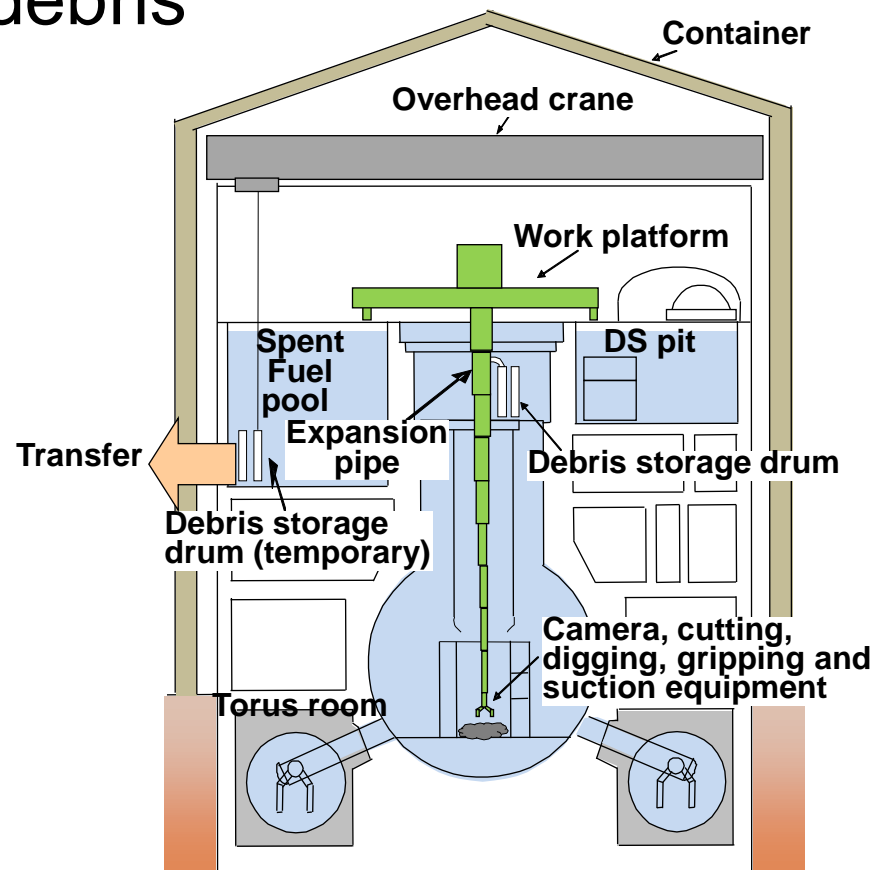 debris
Container
Overhead crane
Work platform
Spent
Fuel
pool
DS pit
Expansion
pipe
Transfer
Debris storage drum
Debris storage
drum (temporary)
Camera, cutting,
digging, gripping and
suction equipment
Torus room